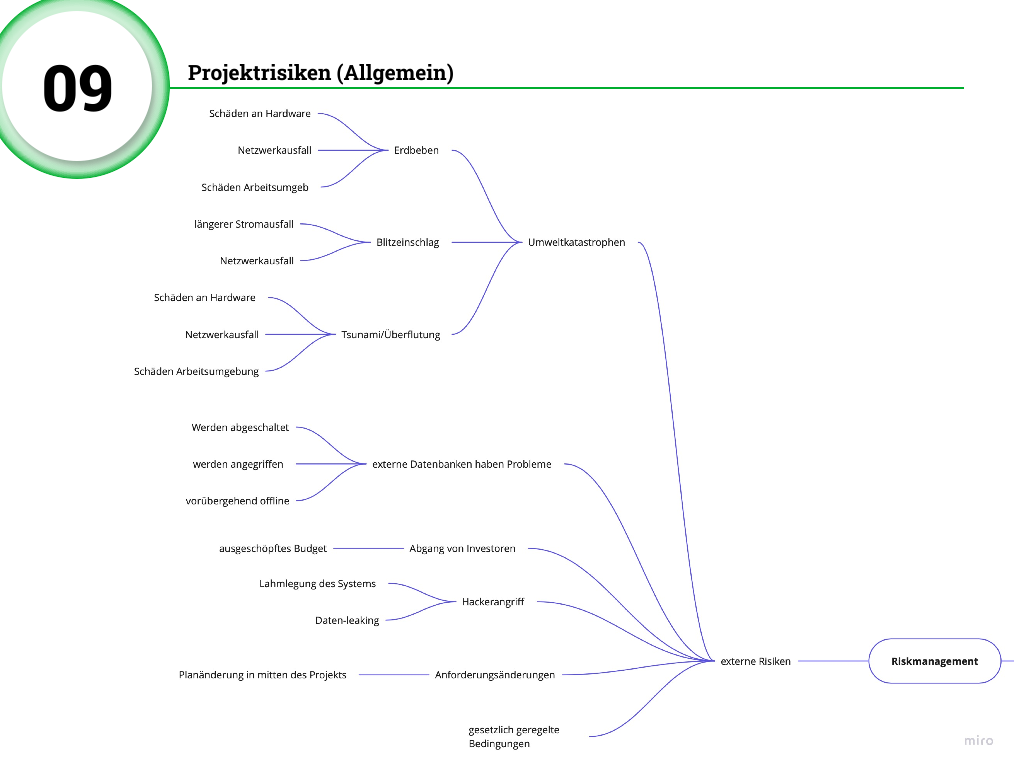 09
Projektrisiken (Allgemein)
Schäden an Hardware
Netzwerkausfall
Erdbeben
Schäden Arbeitsumgeb
längerer Stromausfall
Blitzeinschlag
Umweltkatastrophen
Netzwerkausfall
Schäden an Hardware
Netzwerkausfall
Tsunami/Überflutung
Schäden Arbeitsumgebung
Werden abgeschaltet
werden angegriffen
externe Datenbanken haben Probleme
vorübergehend offline
ausgeschöpftes Budget
Abgang von Investoren
Lahmlegung des Systems
Hackerangriff
Daten-leaking
externe Risiken
Riskmanagement
Planänderung in mitten des Projekts
Anforderungsänderungen
gesetzlich geregelte
Bedingungen
miro